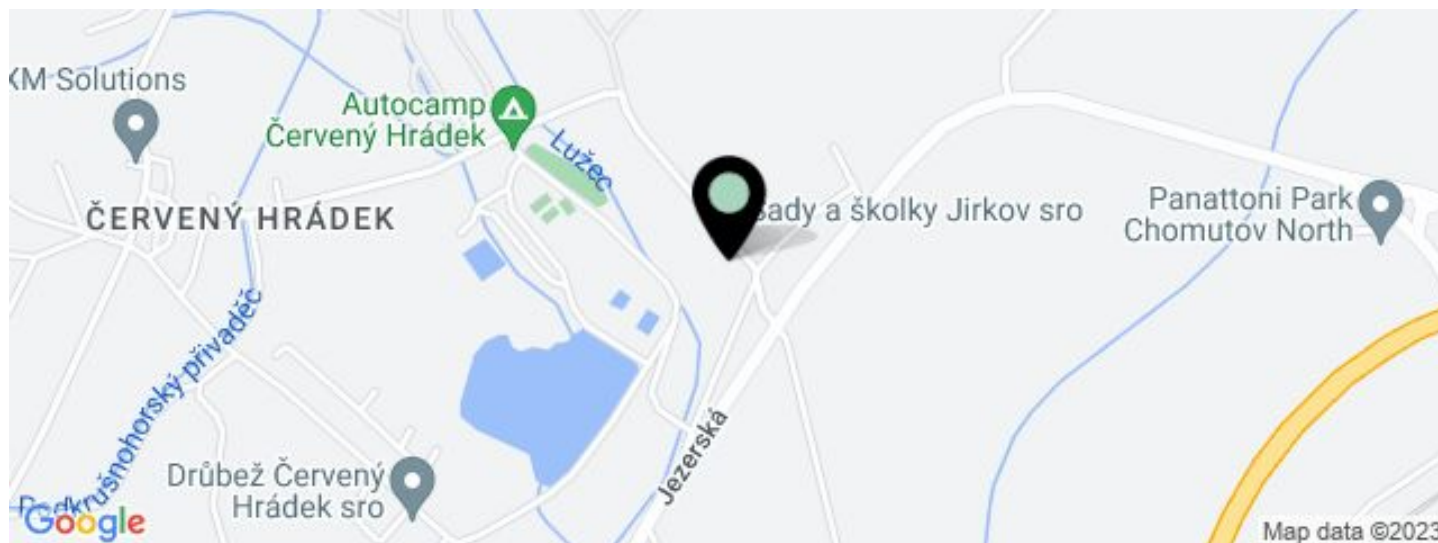 KM Solutions
Autocamp
Červený Hrádek
Lužec
ČERVENÝ HRÁDEK
sady a školky Jirkov sro
Panattoni Park
Chomutov North
Podkrušnohorský přivaděč
Jezerská
Drůbež Červený
Hrádek sro
Google
Map data ©2023